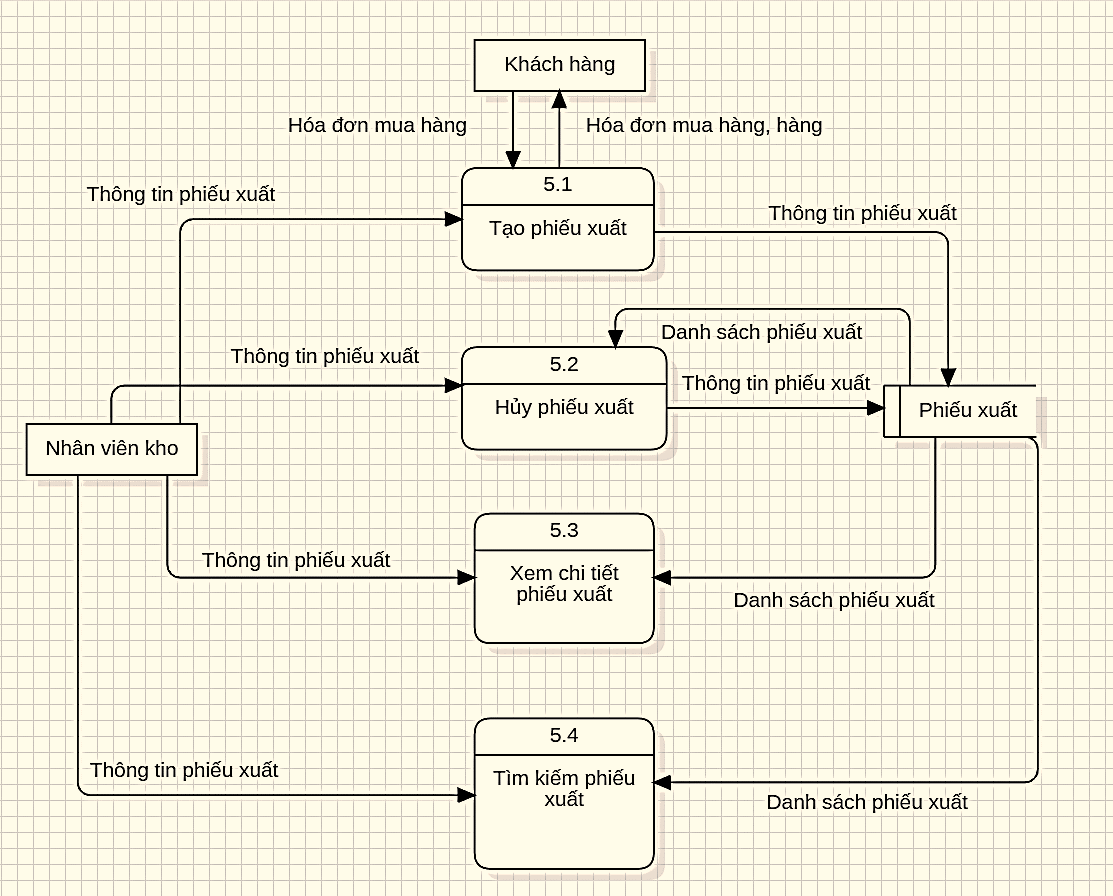 Khách hàng
Hóa đơn mua hàng
Hóa đơn mua hàng, hàng
5.1
Tạo phiếu xuất
Thông tin phiếu xuất
Thông tin phiếu xuất
Danh sách phiếu xuất
Thông tin phiếu xuất
5.2
Hủy phiếu xuất
Thông tin phiếu xuất
Phiếu xuất
Nhân viên kho
5.3
Xem chi tiết
phiếu xuất
Thông tin phiếu xuất
Danh sách phiếu xuất
5.4
Tìm kiếm phiếu
xuất
Thông tin phiếu xuất
Danh sách phiếu xuất